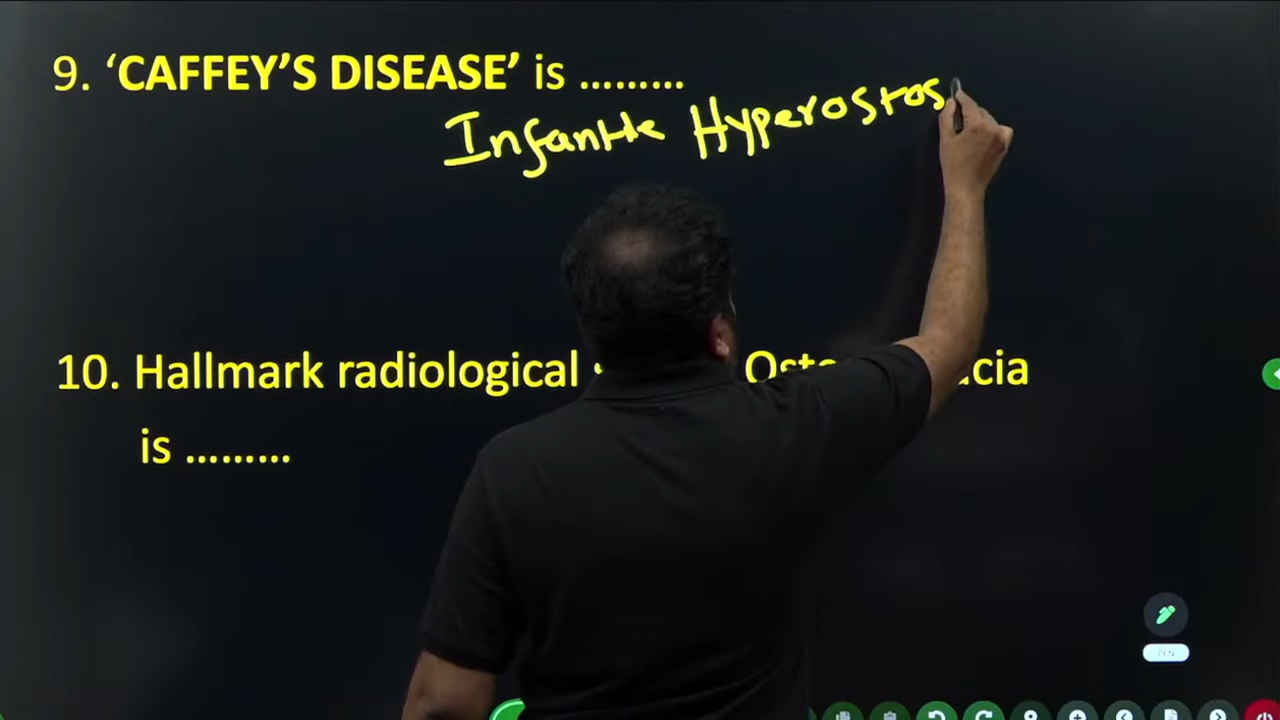 9. ‘CAFFEY’S DISEASE’ is .........
Infantile Hyperostos
10. Hallmark radiological
is .........